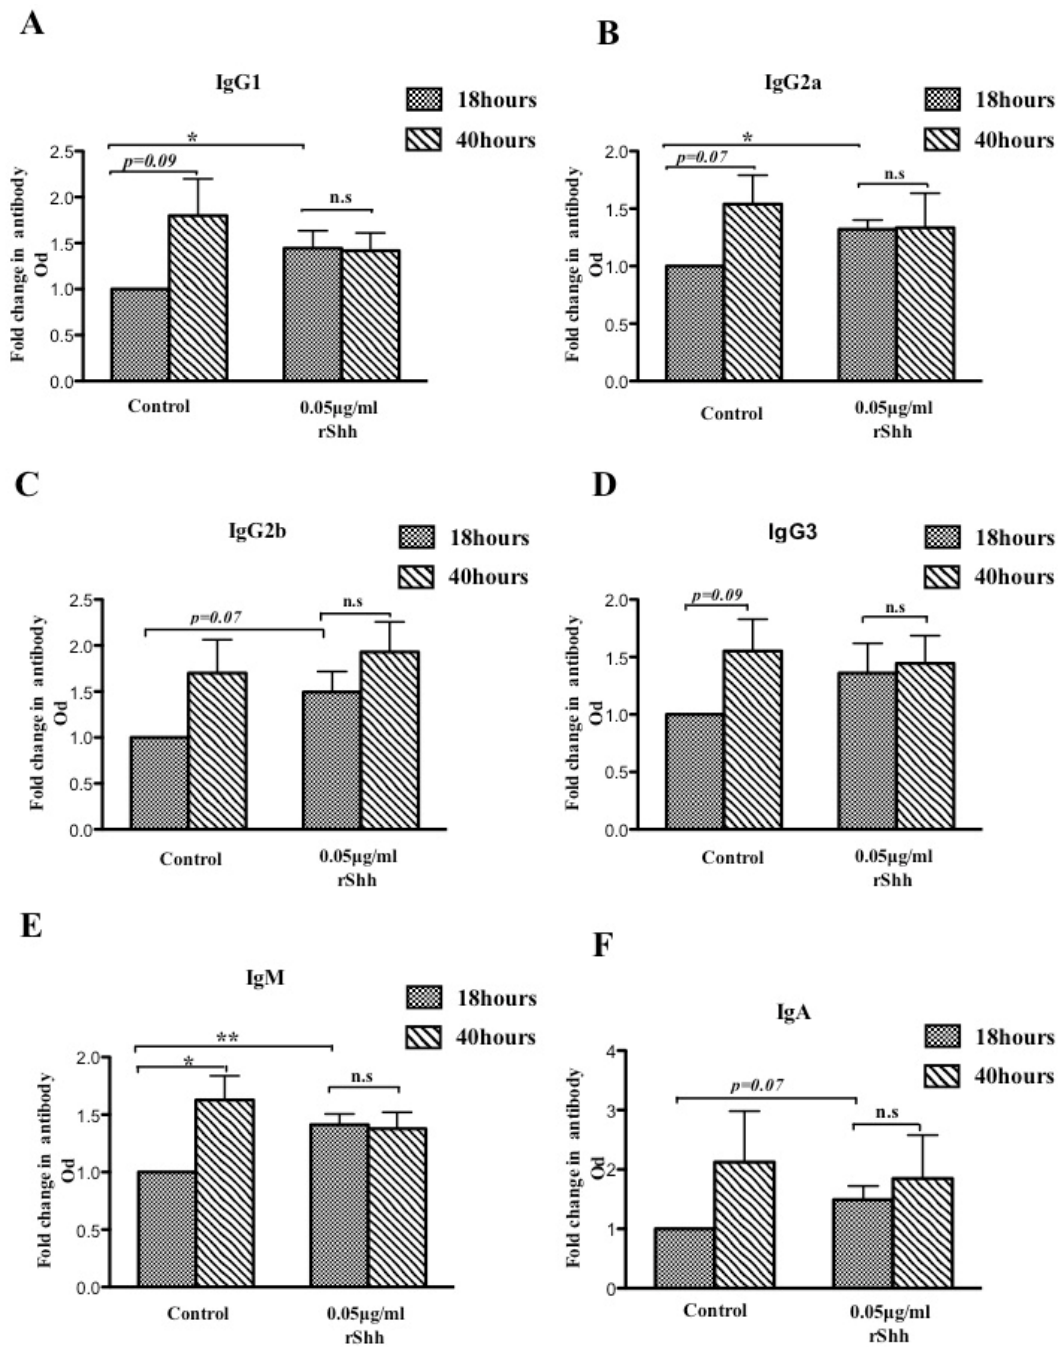 A
IgG1
18hours
40hours
*
p=0.09
n.s
2.5
2.0
1.5
1.0
0.5
0.0
Fold change in antibody
Od
Control
0.05µg/ml
rShh
B
IgG2a
18hours
40hours
*
p=0.07
n.s
2.0
1.5
1.0
0.5
0.0
Fold change in antibody
Od
Control
0.05µg/ml
rShh
C
IgG2b
18hours
40hours
p=0.07
n.s
2.5
2.0
1.5
1.0
0.5
0.0
Fold change in antibody
Od
Control
0.05µg/ml
rShh
D
IgG3
18hours
40hours
p=0.09
n.s
2.0
1.5
1.0
0.5
0.0
Fold change in antibody
Od
Control
0.05µg/ml
rShh
E
IgM
18hours
40hours
**
*
n.s
2.0
1.5
1.0
0.5
0.0
Fold change in antibody
Od
Control
0.05µg/ml
rShh
F
IgA
18hours
40hours
p=0.07
n.s
4
3
2
1
0
Fold change in antibody
Od
Control
0.05µg/ml
rShh